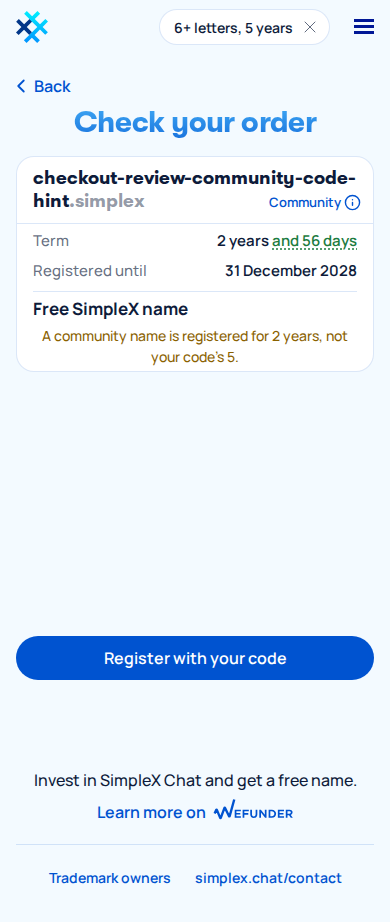 6+ letters, 5 years
Back
Check your order
checkout-review-community-code-
hint.simplex
Community
Term
2 years and 56 days
Registered until
31 December 2028
Free SimpleX name
A community name is registered for 2 years, not
your code's 5.
Register with your code
Invest in SimpleX Chat and get a free name.
Learn more on WEFUNDER
Trademark owners
simplex.chat/contact